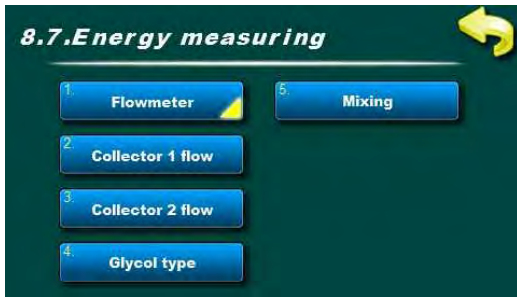 8.7.Energy measuring
1.
Flowmeter
2.
Collector 1 flow
3.
Collector 2 flow
4.
Glycol type
5.
Mixing